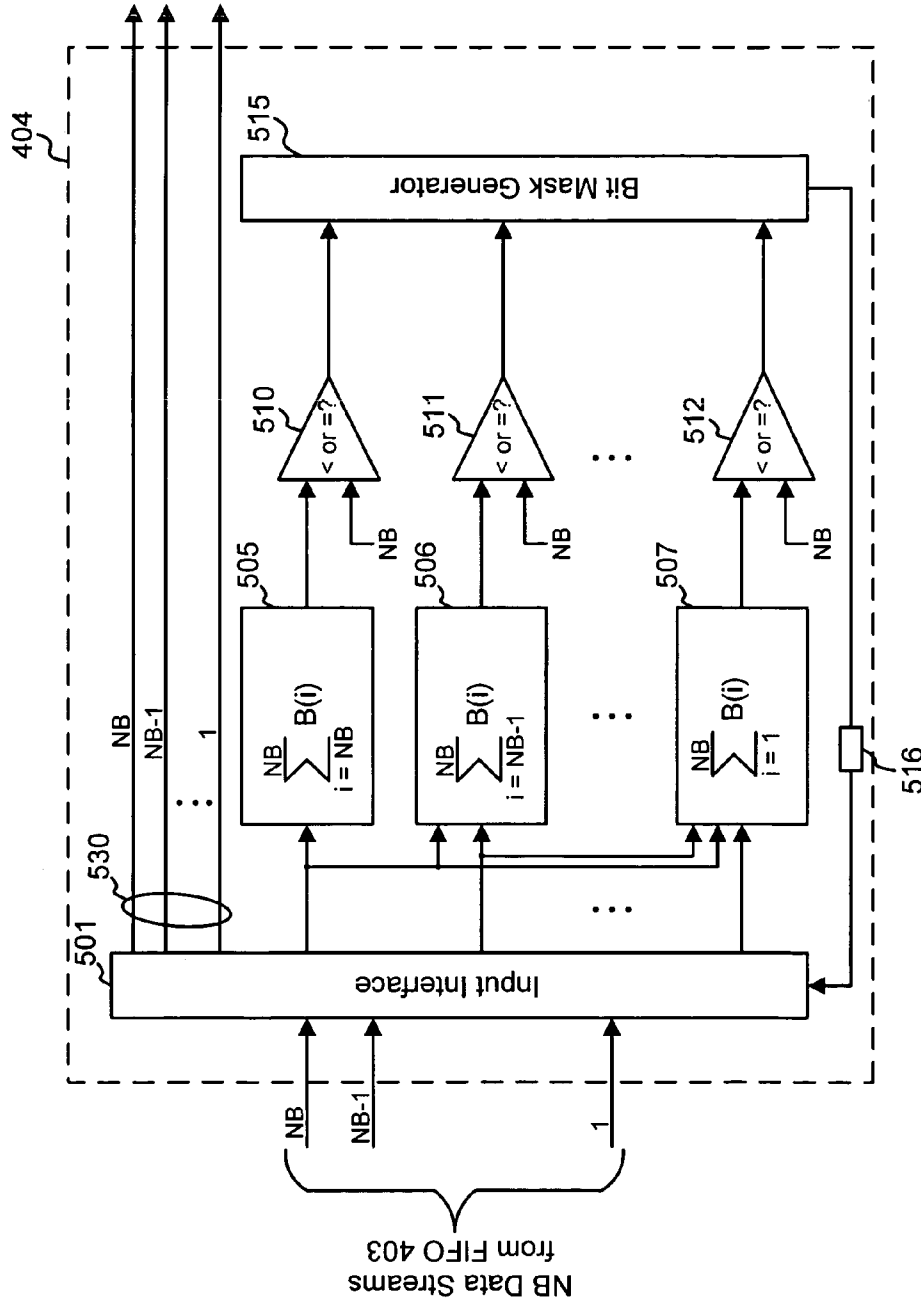 404
NB
NB-1
1
...
530
501
Input Interface
NB
NB-1
1
NB Data Streams
from FIFO 403
505
NB
∑ B(i)
i = NB
506
NB
∑ B(i)
i = NB-1
...
507
NB
∑ B(i)
i = 1
...
510
< or =?
NB
511
< or =?
NB
...
512
< or =?
NB
515
Bit Mask Generator
516